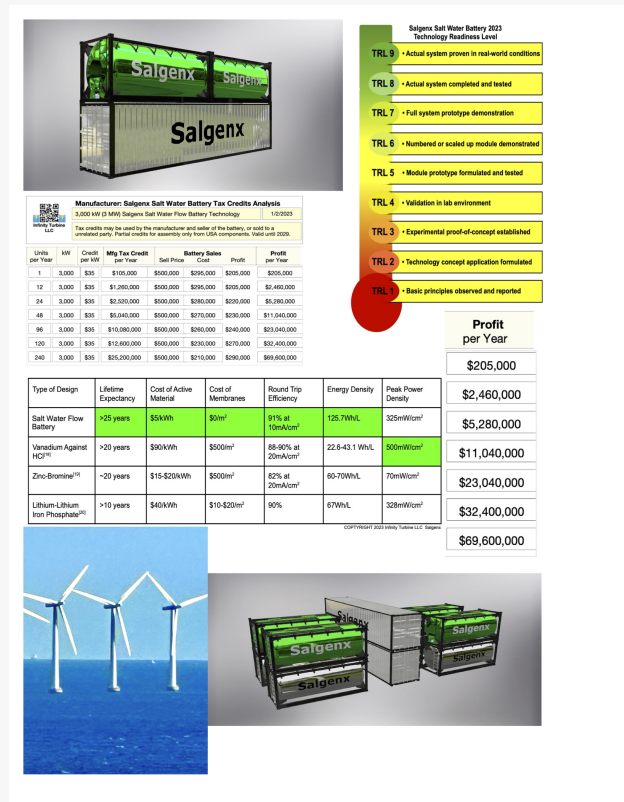 Salgenx
Salgenx
Salgenx
Salgenx Salt Water Battery 2023
Technology Readiness Level
TRL 9 • Actual system proven in real-world conditions
TRL 8 • Actual system completed and tested
TRL 7 • Full system prototype demonstration
TRL 6 • Numbered or scaled up module demonstrated
TRL 5 • Module prototype formulated and tested
TRL 4 • Validation in lab environment
TRL 3 • Experimental proof-of-concept established
TRL 2 • Technology concept application formulated
TRL 1 • Basic principles observed and reported
Infinity Turbine
LLC
Manufacturer: Salgenx Salt Water Battery Tax Credits Analysis
3,000 kW (3 MW) Salgenx Salt Water Flow Battery Technology 1/2/2023
Tax credits may be used by the manufacturer and seller of the battery, or sold to a
unrelated party. Partial credits for assembly only from USA components. Valid until 2029.
Units per Year kW Credit per kW Mfg Tax Credit per Year Battery Sales Sell Price Cost Profit Profit per Year
1 3,000 $35 $105,000 $500,000 $295,000 $205,000 $205,000
12 3,000 $35 $1,260,000 $500,000 $295,000 $205,000 $2,460,000
24 3,000 $35 $2,520,000 $500,000 $280,000 $220,000 $5,280,000
48 3,000 $35 $5,040,000 $500,000 $270,000 $230,000 $11,040,000
96 3,000 $35 $10,080,000 $500,000 $260,000 $240,000 $23,040,000
120 3,000 $35 $12,600,000 $500,000 $230,000 $270,000 $32,400,000
240 3,000 $35 $25,200,000 $500,000 $210,000 $290,000 $69,600,000
Profit
per Year
$205,000
$2,460,000
$5,280,000
$11,040,000
$23,040,000
$32,400,000
$69,600,000
Type of Design Lifetime Expectancy Cost of Active Material Cost of Membranes Round Trip Efficiency Energy Density Peak Power Density
Salt Water Flow Battery >25 years $5/kWh $0/m² 91% at 10mA/cm² 125.7Wh/L 325mW/cm²
Vanadium Against HCl[18] >20 years $90/kWh $500/m² 88-90% at 20mA/cm² 22.6-43.1 Wh/L 500mW/cm²
Zinc-Bromine[19] ~20 years $15-$20/kWh $500/m² 82% at 20mA/cm² 60-70Wh/L 70mW/cm²
Lithium-Lithium Iron Phosphate[20] >10 years $40/kWh $10-$20/m² 90% 67Wh/L 328mW/cm²
COPYRIGHT 2023 Infinity Turbine LLC Salgenx
Salgenx
Salgenx
Salgenx
Salgenx
Salgenx